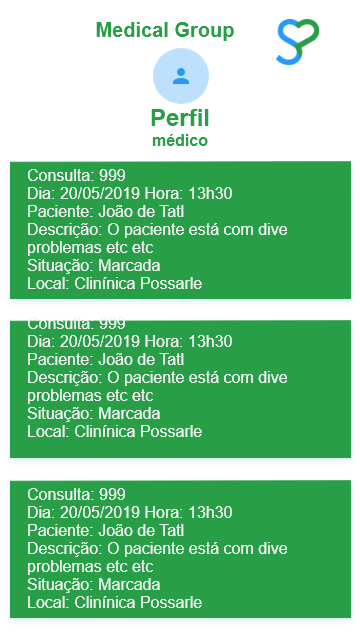 Medical Group
Perfil
médico
Consulta: 999
Dia: 20/05/2019 Hora: 13h30
Paciente: João de Tatl
Descrição: O paciente está com dive
problemas etc etc
Situação: Marcada
Local: Clinínica Possarle
Consulta: 999
Dia: 20/05/2019 Hora: 13h30
Paciente: João de Tatl
Descrição: O paciente está com dive
problemas etc etc
Situação: Marcada
Local: Clinínica Possarle
Consulta: 999
Dia: 20/05/2019 Hora: 13h30
Paciente: João de Tatl
Descrição: O paciente está com dive
problemas etc etc
Situação: Marcada
Local: Clinínica Possarle